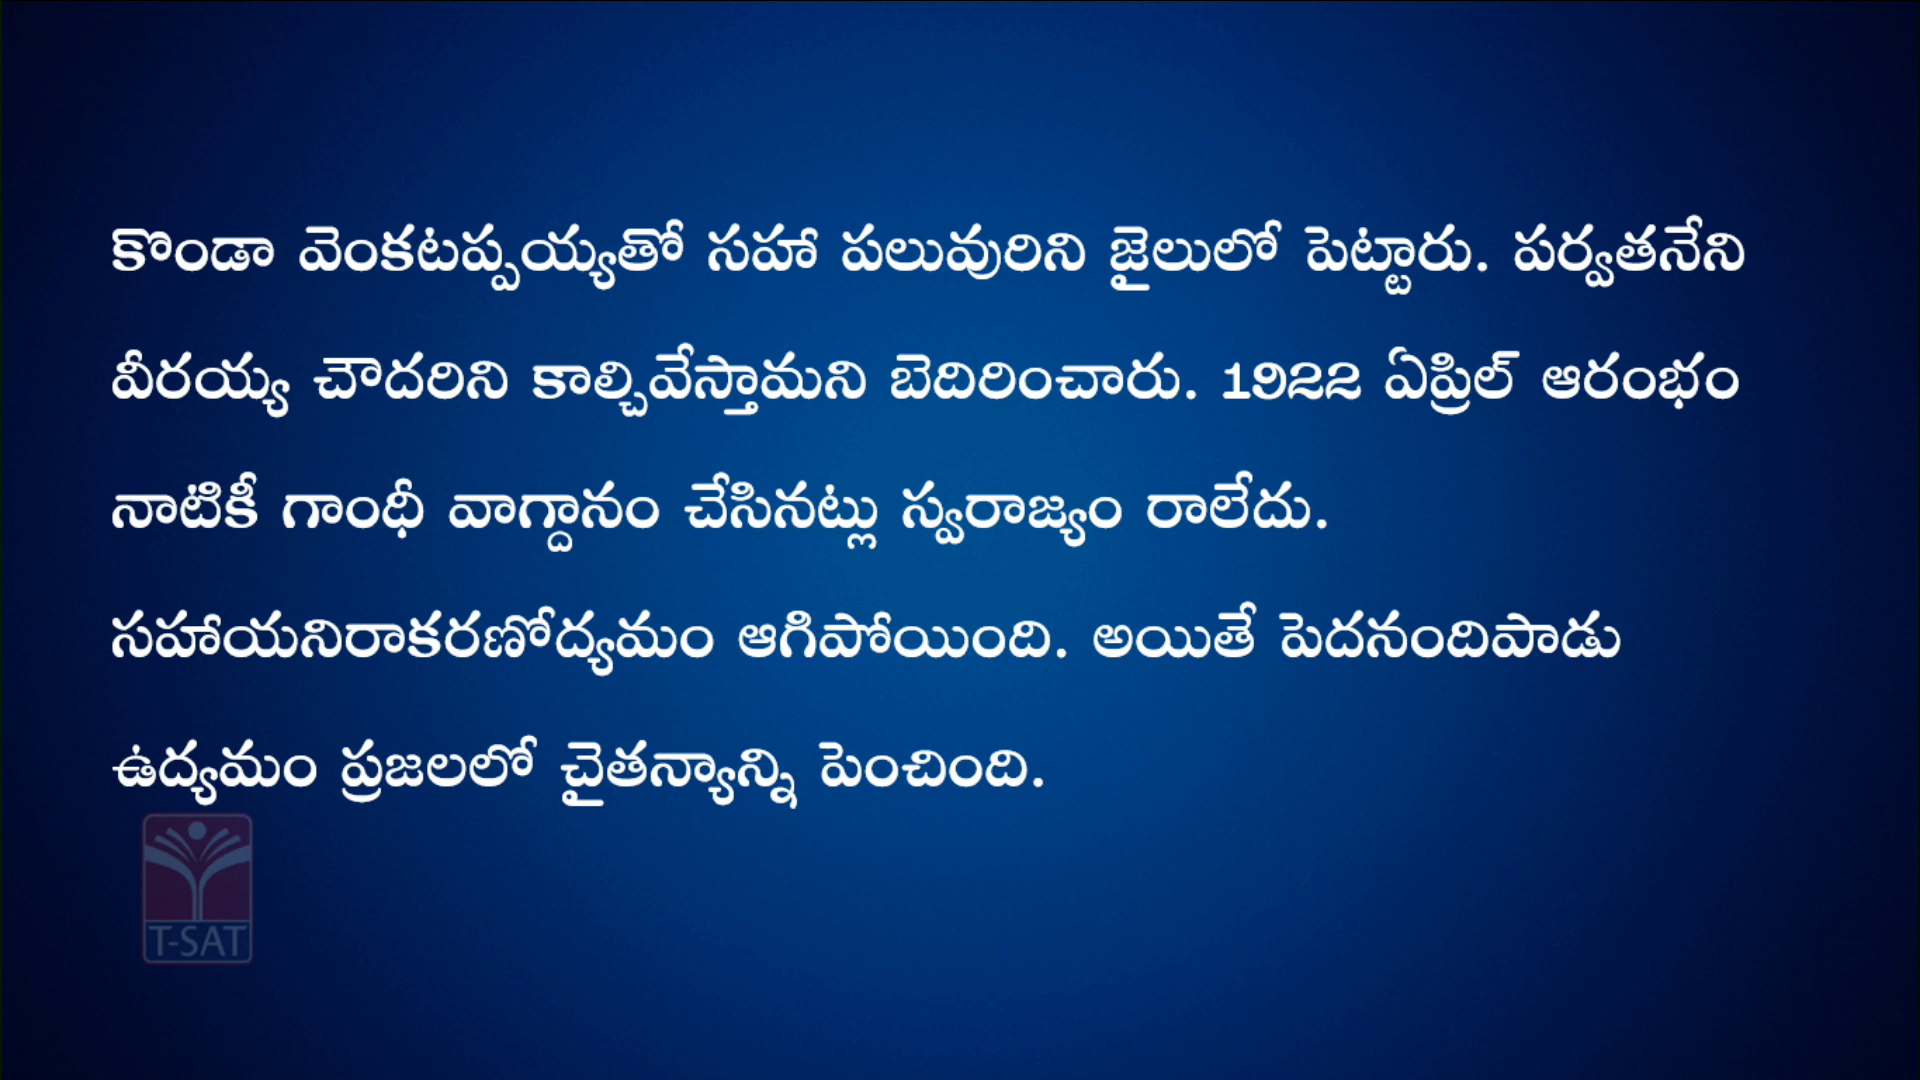 కొండా వెంకటప్పయ్యతో సహా పలువురిని జైలులో పెట్టారు. పర్వతనేని
వీరయ్య చౌదరిని కాల్చివేస్తామని బెదిరించారు. 1922 ఏప్రిల్ ఆరంభం
నాటికీ గాంధీ వాగ్దానం చేసినట్లు స్వరాజ్యం రాలేదు.
సహాయనిరాకరణోద్యమం ఆగిపోయింది. అయితే పెదనందిపాడు
ఉద్యమం ప్రజలలో చైతన్యాన్ని పెంచింది.
T-SAT